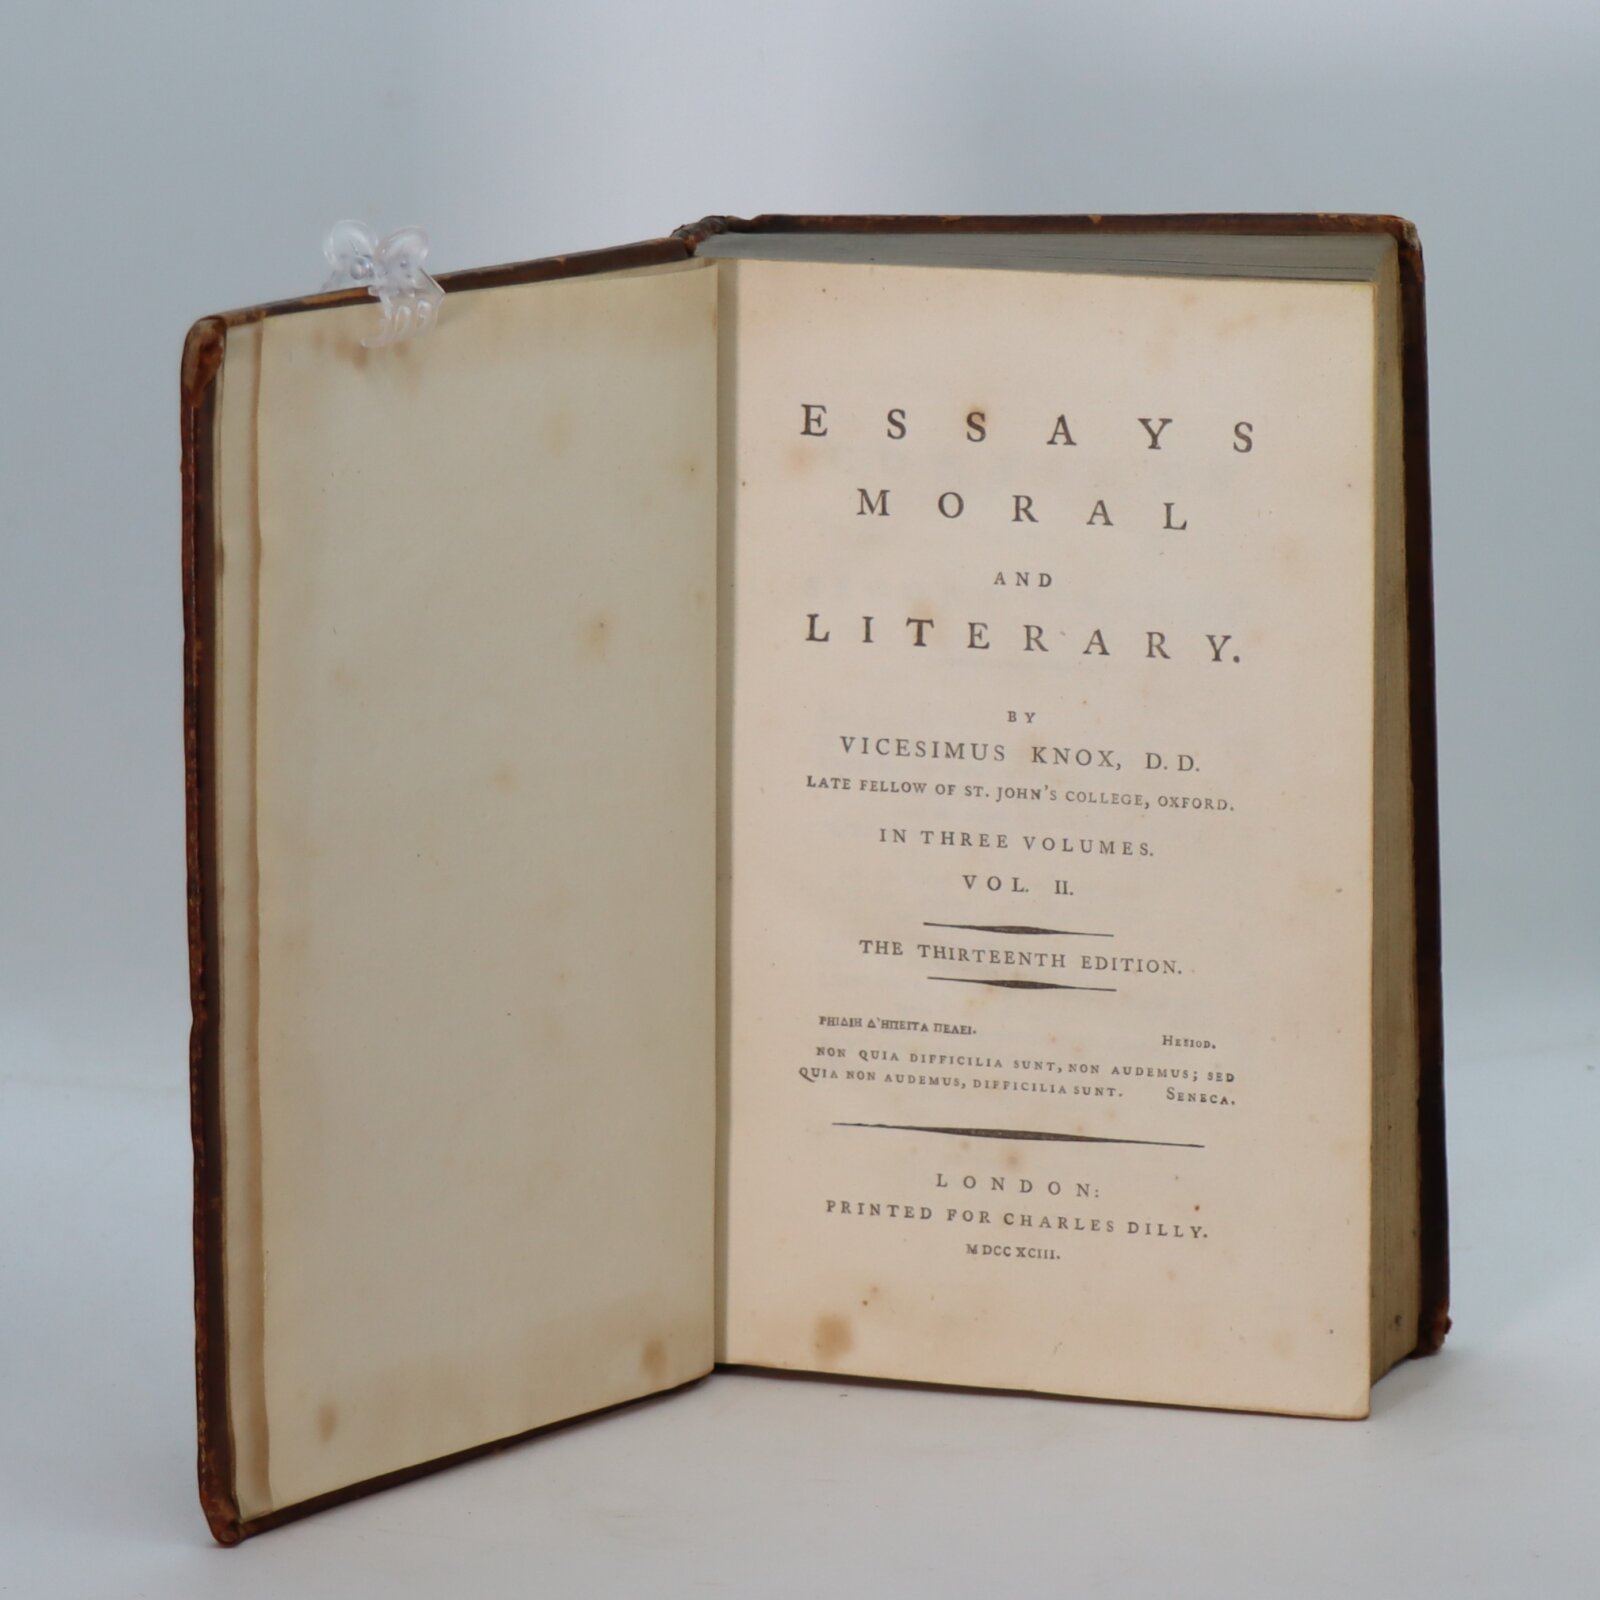 ESSAYS
MORAL
AND
LITERARY.
BY
VICESIMUS KNOX, D. D.
LATE FELLOW OF ST. JOHN'S COLLEGE, OXFORD.
IN THREE VOLUMES.
VOL. II.
THE THIRTEENTH EDITION.
ΡΗΙΔΙΗ Δ'ΗΠΕΙΤΑ ΠΕΛΕΙ.
HESIOD.
NON QUIA DIFFICILIA SUNT, NON AUDEMUS; SED
QUIA NON AUDEMUS, DIFFICILIA SUNT. SENECA.
LONDON:
PRINTED FOR CHARLES DILLY.
MDCCXCIII.